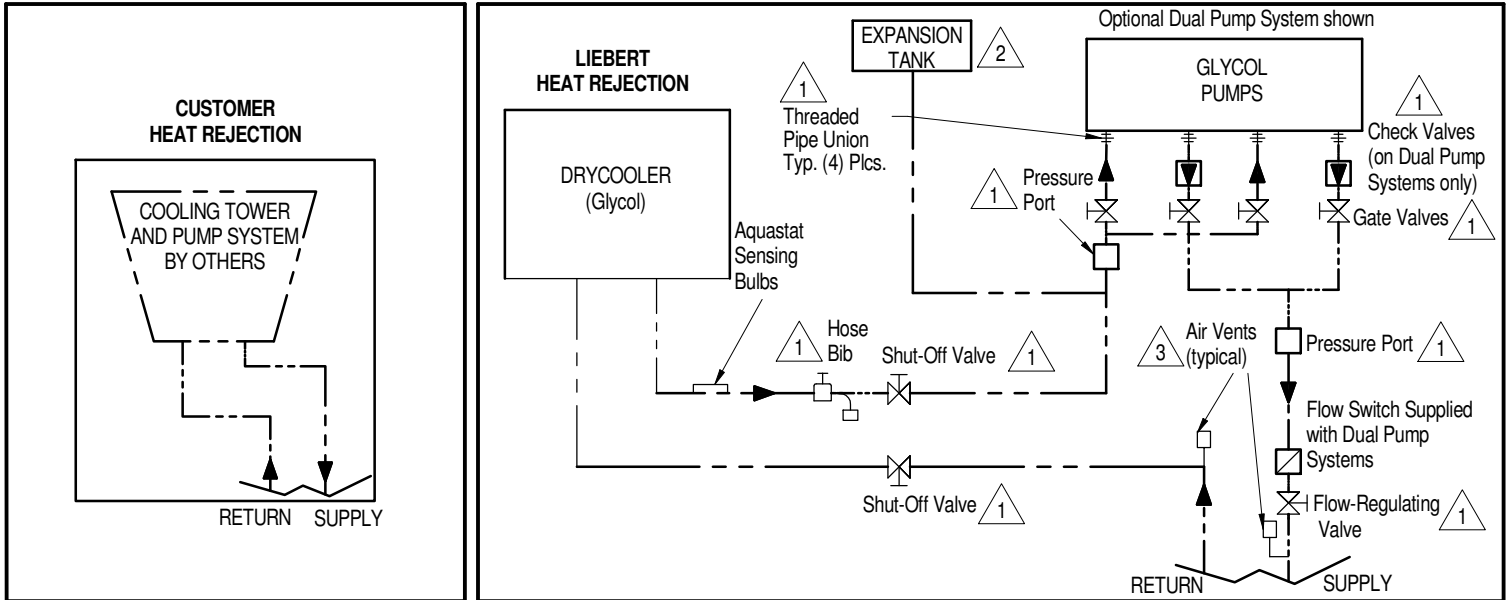 CUSTOMER
HEAT REJECTION
COOLING TOWER
AND PUMP SYSTEM
BY OTHERS
RETURN
SUPPLY
LIEBERT
HEAT REJECTION
DRYCOOLER
(Glycol)
Aquastat
Sensing
Bulbs
EXPANSION
TANK
2
Optional Dual Pump System shown
GLYCOL
PUMPS
1
Threaded
Pipe Union
Typ. (4) Plcs.
1
Check Valves
(on Dual Pump
Systems only)
1
Pressure
Port
Gate Valves
1
1
Hose
Bib
Shut-Off Valve
1
3
Air Vents
(typical)
Pressure Port
1
Flow Switch Supplied
with Dual Pump
Systems
Shut-Off Valve
1
Flow-Regulating
Valve
1
RETURN
SUPPLY